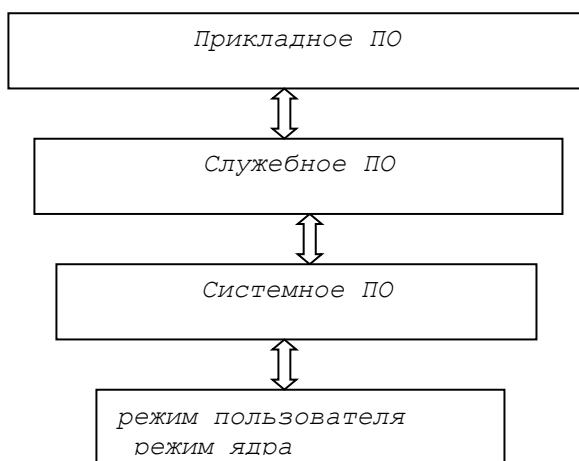 Прикладное ПО
Служебное ПО
Системное ПО
режим пользователя
режим ядра